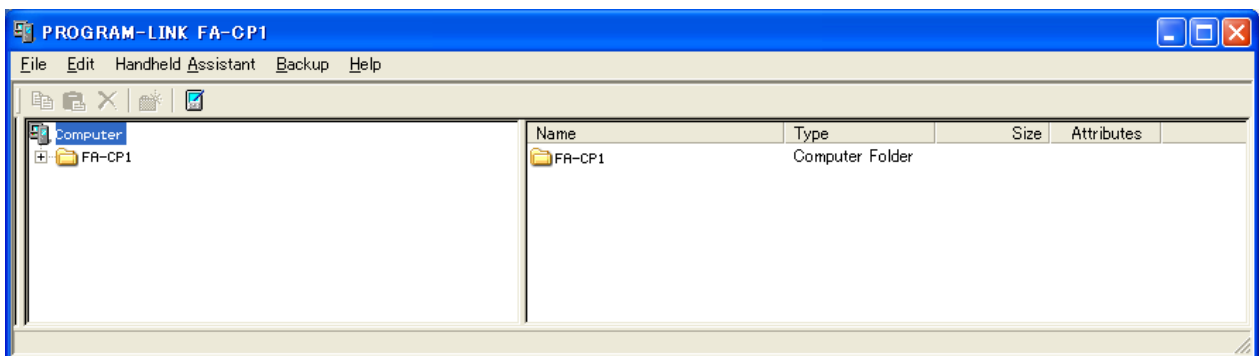 PROGRAM-LINK FA-CP1
File Edit Handheld Assistant Backup Help
Computer
FA-CP1
Name Type Size Attributes
FA-CP1 Computer Folder